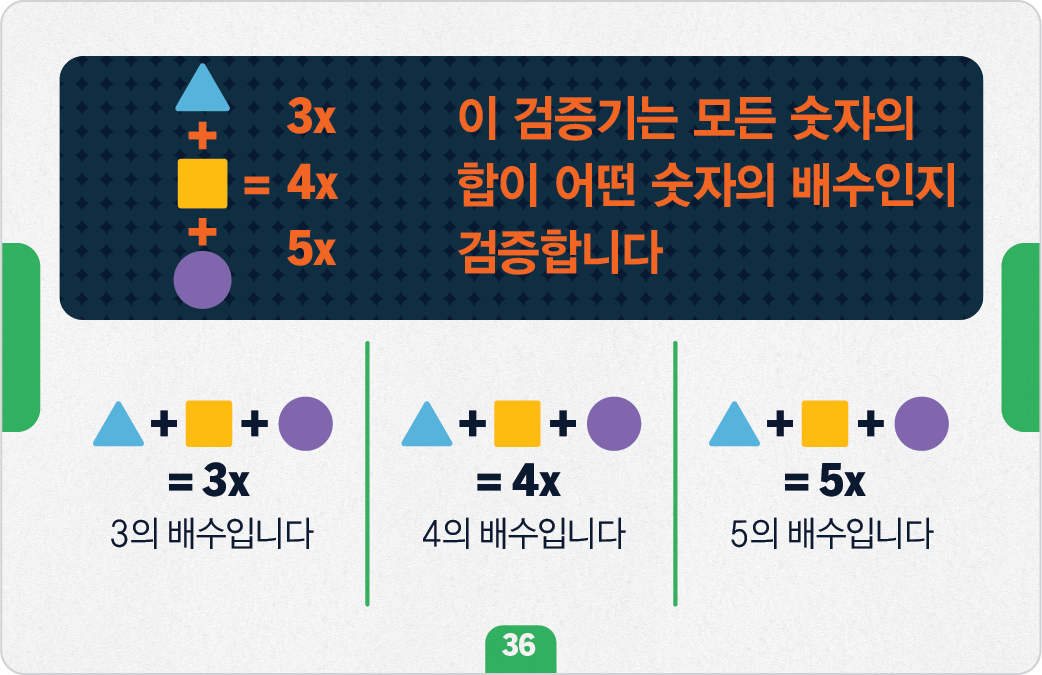 +
= 
+
3x
4x
5x
이 검증기는 모든 숫자의
합이 어떤 숫자의 배수인지
검증합니다
+ +
= 3x
3의 배수입니다
+ +
= 4x
4의 배수입니다
+ +
= 5x
5의 배수입니다
36